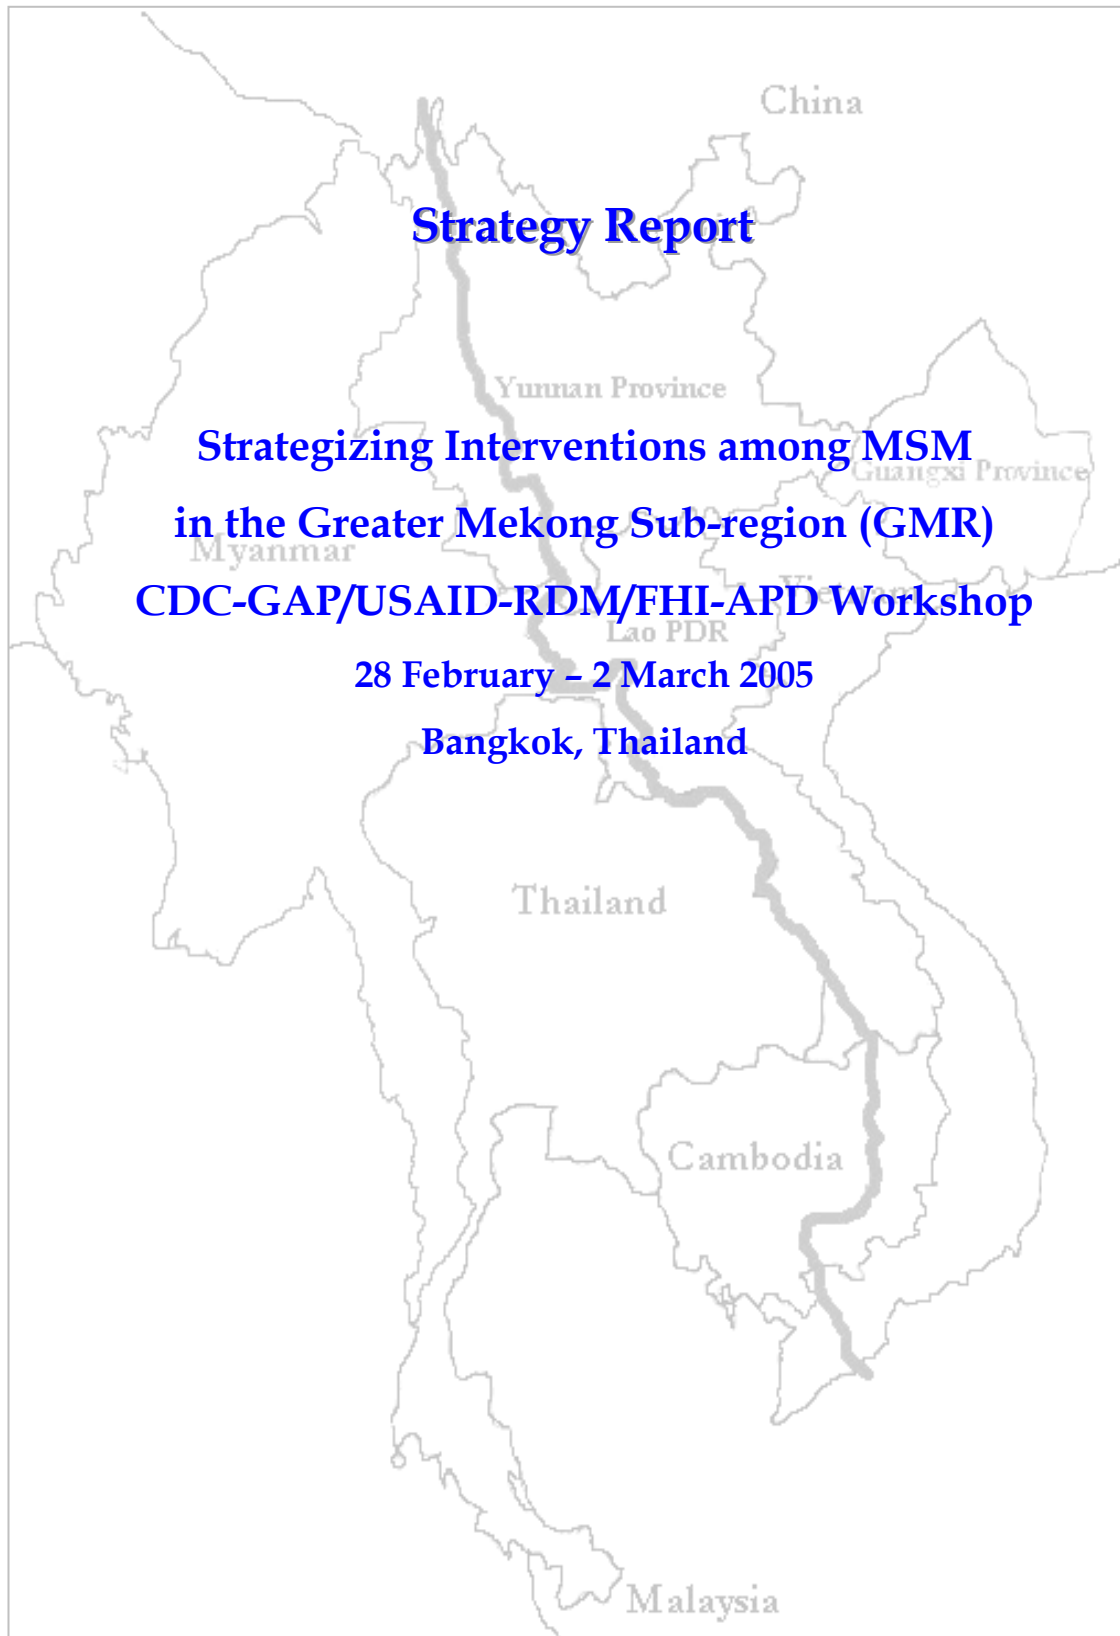 China
Strategy Report
Yunnan Province
Strategizing Interventions among MSM
Guangxi Province
in the Greater Mekong Sub-region (GMR)
Myanmar
Vietnam
CDC-GAP/USAID-RDM/FHI-APD Workshop
Lao PDR
28 February – 2 March 2005
Bangkok, Thailand
Thailand
Cambodia
Malaysia